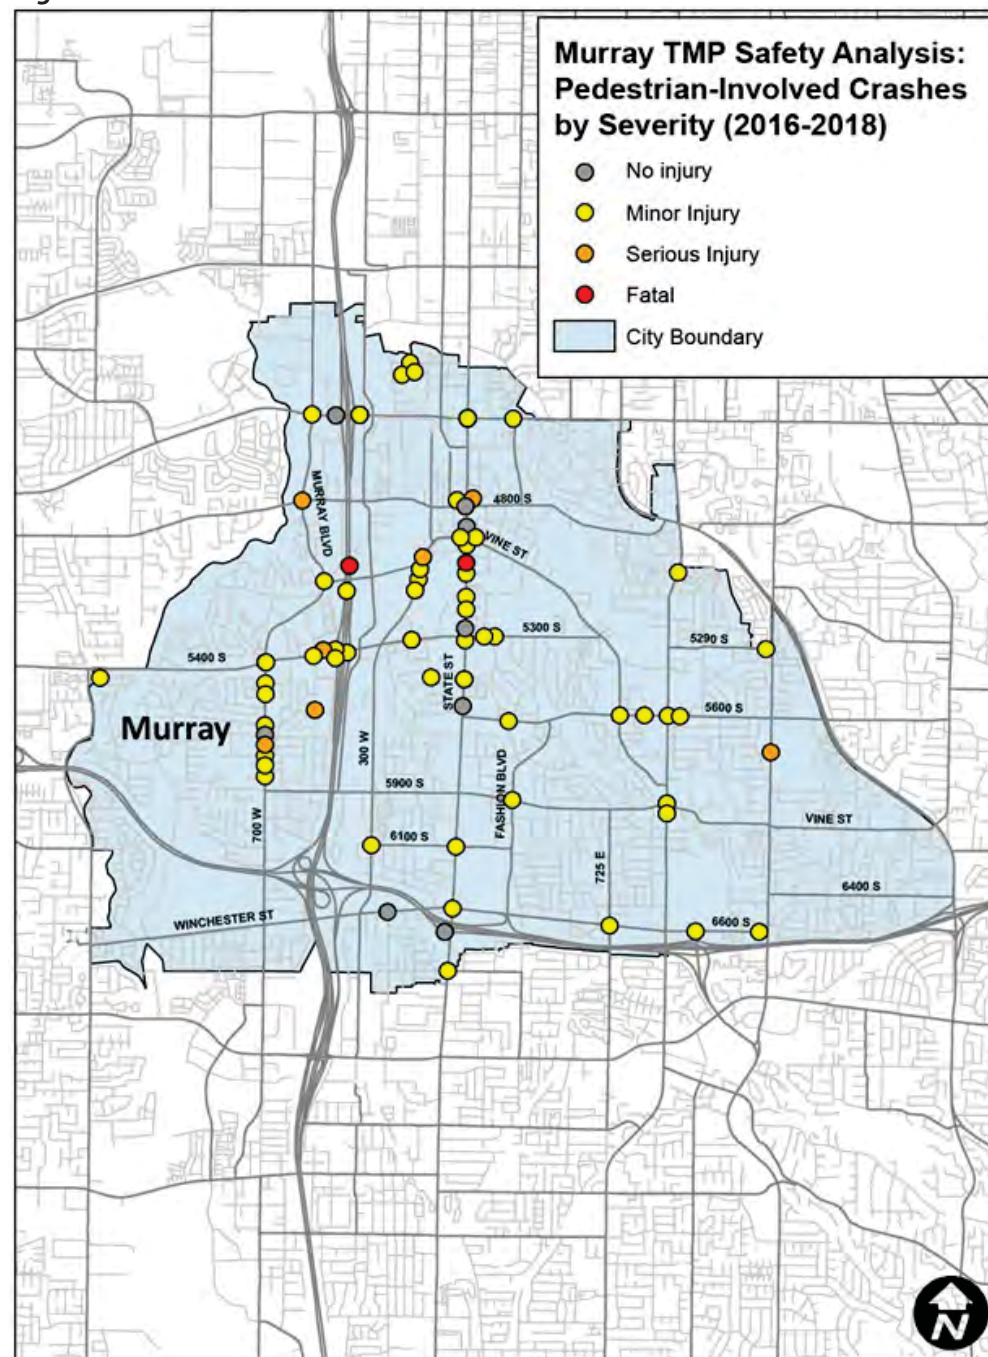 Murray TMP Safety Analysis:
Pedestrian-Involved Crashes
by Severity (2016-2018)
No injury
Minor Injury
Serious Injury
Fatal
City Boundary
MURRAY BLVD
4800 S
VINE ST
5300 S
5290 S
5400 S
STATE ST
5600 S
Murray
300 W
FASHION BLVD
5900 S
700 W
VINE ST
6100 S
725 E
6400 S
WINCHESTER ST
6600 S
N